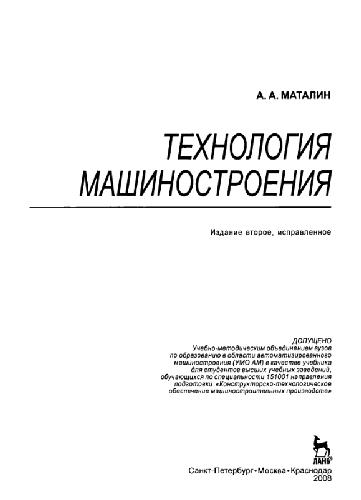 А. А. МАТАЛИН
ТЕХНОЛОГИЯ
МАШИНОСТРОЕНИЯ
Издание второе, исправленное
ДОПУЩЕНО
Учебно-методическим объединением вузов
по образованию в области автоматизированного
машиностроения (УМО АМ) в качестве учебника
для студентов высших учебных заведений,
обучающихся по специальности 151001 направления
подготовки «Конструкторско-технологическое
обеспечение машиностроительных производств»
ЛАНЬ
Санкт-Петербург • Москва • Краснодар
2008